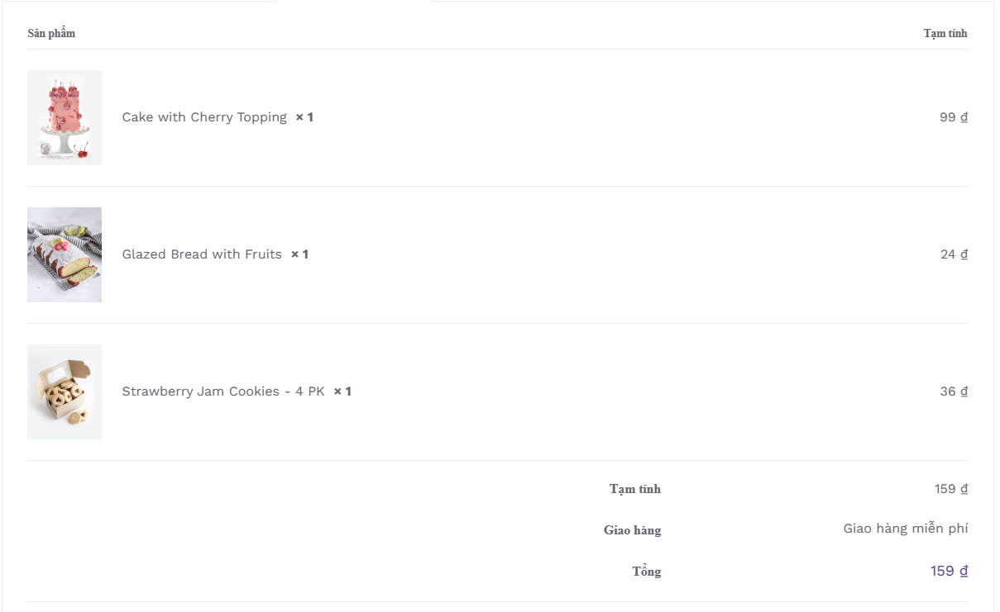 Sản phẩm Tạm tính
Cake with Cherry Topping × 1 99 ₫
Glazed Bread with Fruits × 1 24 ₫
Strawberry Jam Cookies - 4 PK × 1 36 ₫
Tạm tính 159 ₫
Giao hàng Giao hàng miễn phí
Tổng 159 ₫